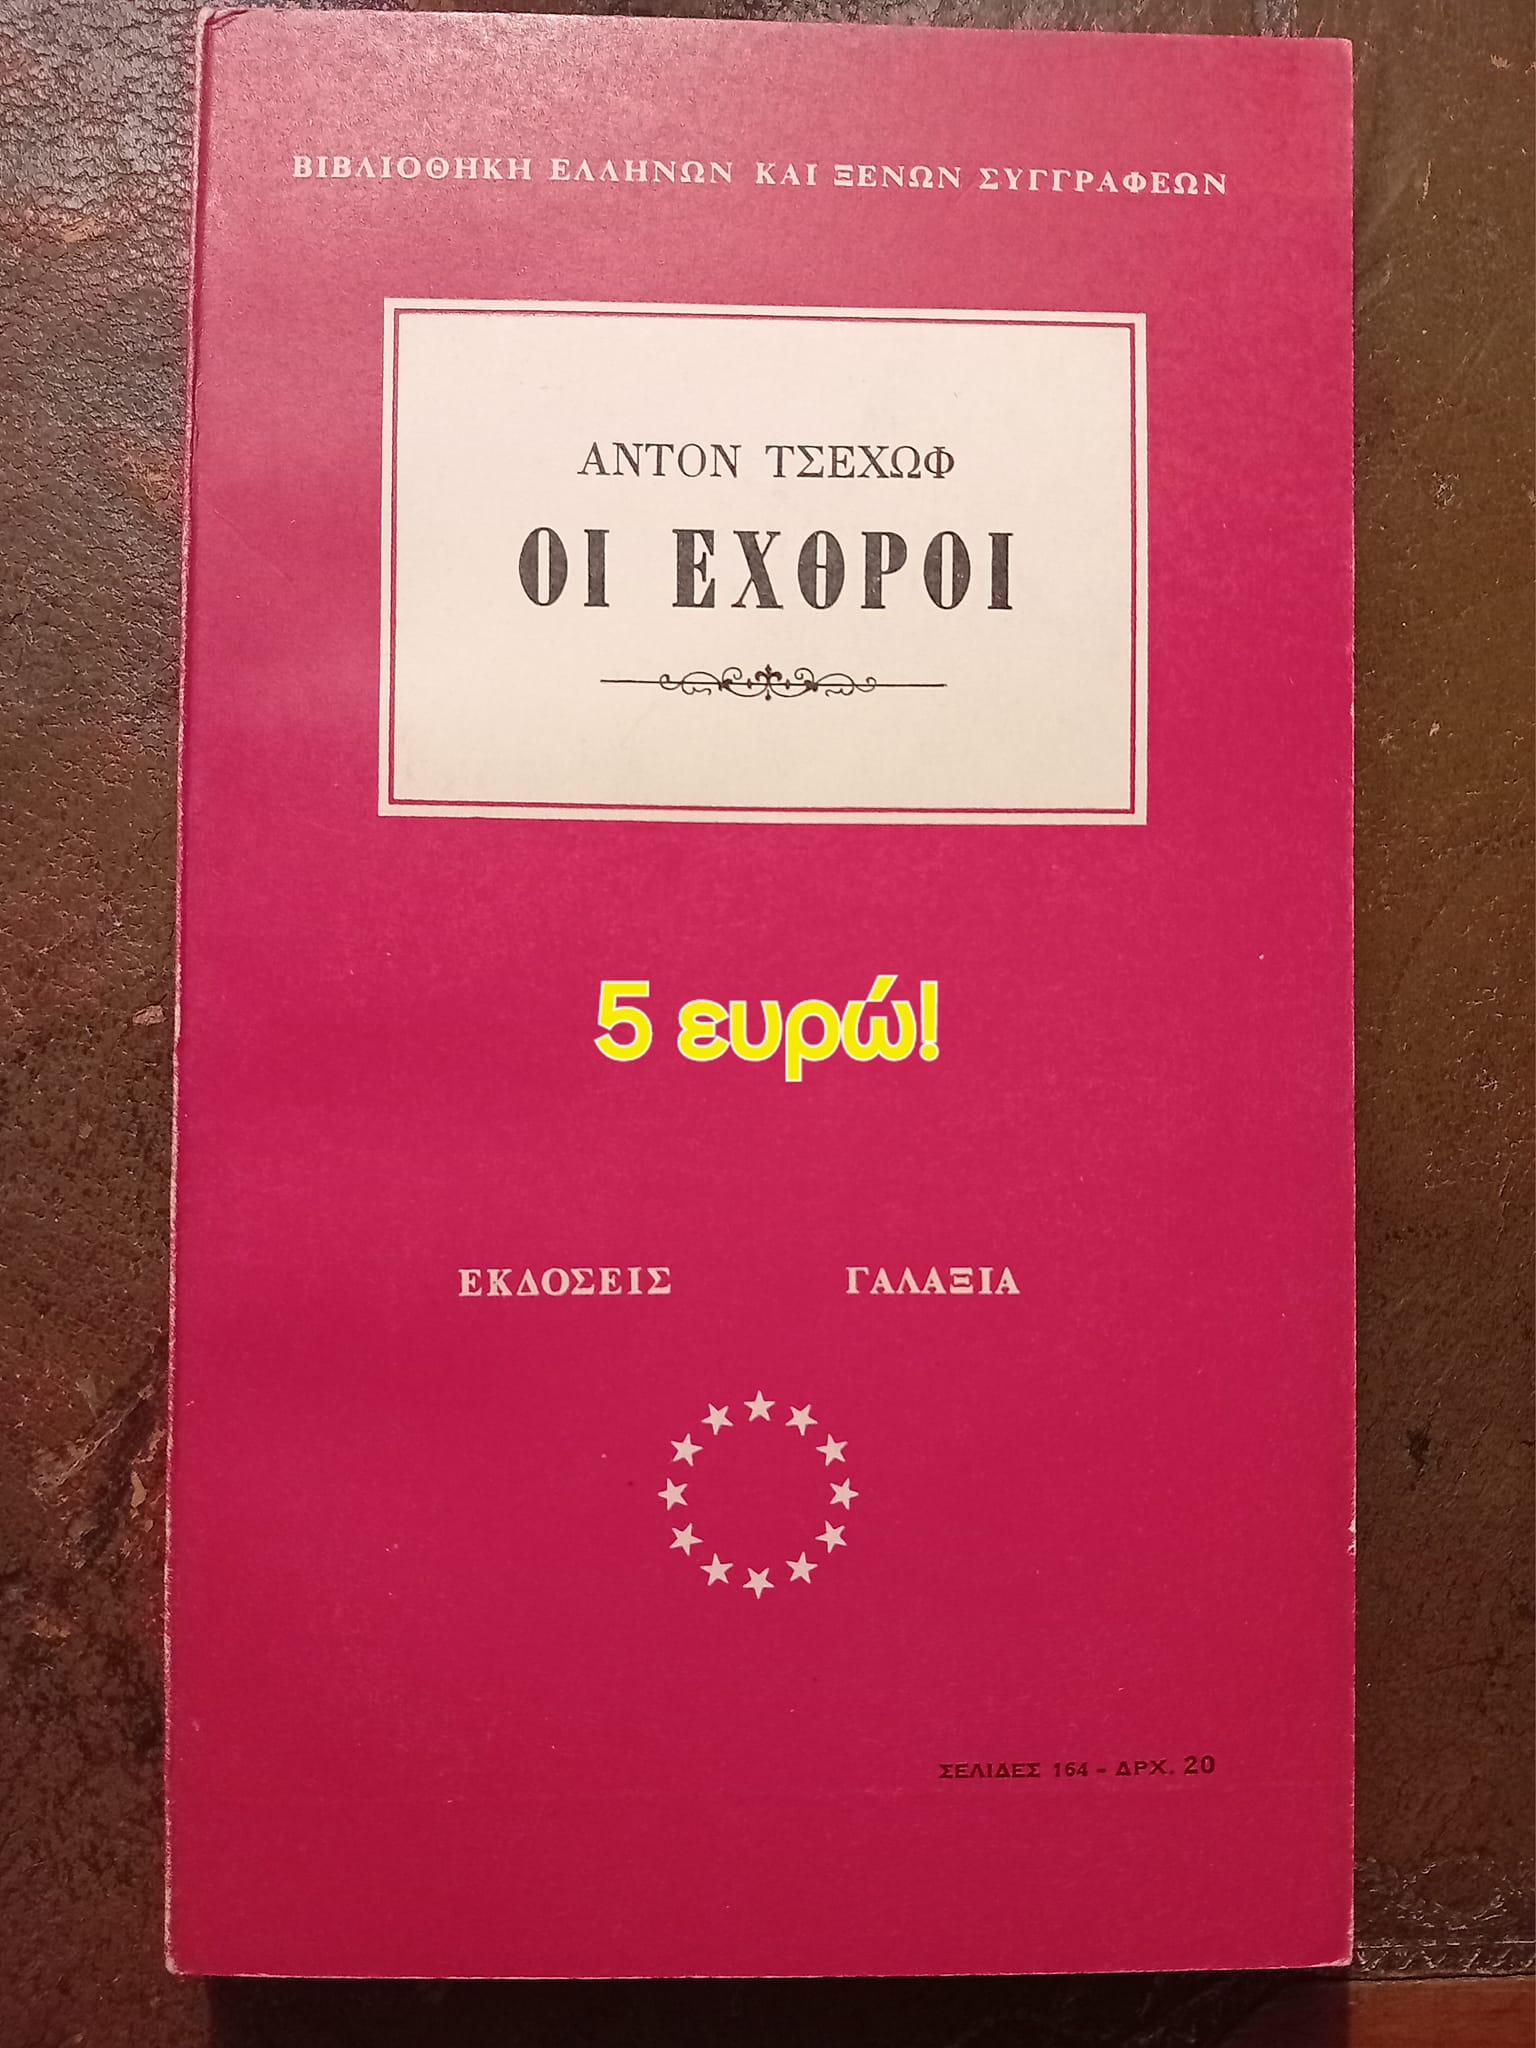 ΒΙΒΛΙΟΘΗΚΗ ΕΛΛΗΝΩΝ ΚΑΙ ΞΕΝΩΝ ΣΥΓΓΡΑΦΕΩΝ
ΑΝΤΟΝ ΤΣΕΧΩΦ
ΟΙ ΕΧΘΡΟΙ
5 ευρώ!
ΕΚΔΟΣΕΙΣ ΓΑΛΑΞΙΑ
ΣΕΛΙΔΕΣ 164 - ΔΡΧ. 20